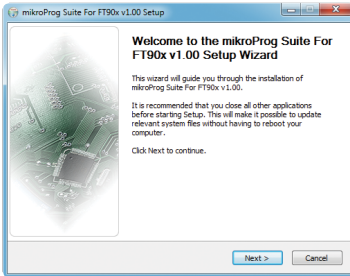 mikroProg Suite For FT90x v1.00 Setup
Welcome to the mikroProg Suite For
FT90x v1.00 Setup Wizard
This wizard will guide you through the installation of
mikroProg Suite For FT90x v1.00.
It is recommended that you close all other applications
before starting Setup. This will make it possible to update
relevant system files without having to reboot your
computer.
Click Next to continue.
Next >
Cancel